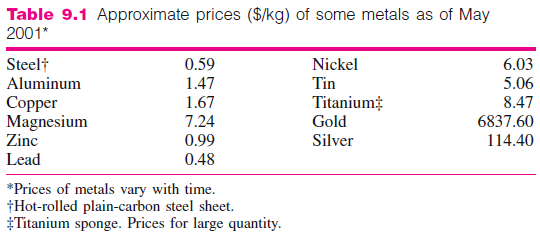 Table 9.1 Approximate prices ($/kg) of some metals as of May
2001*
Steel† 0.59 Nickel 6.03
Aluminum 1.47 Tin 5.06
Copper 1.67 Titanium‡ 8.47
Magnesium 7.24 Gold 6837.60
Zinc 0.99 Silver 114.40
Lead 0.48
*Prices of metals vary with time.
†Hot-rolled plain-carbon steel sheet.
‡Titanium sponge. Prices for large quantity.